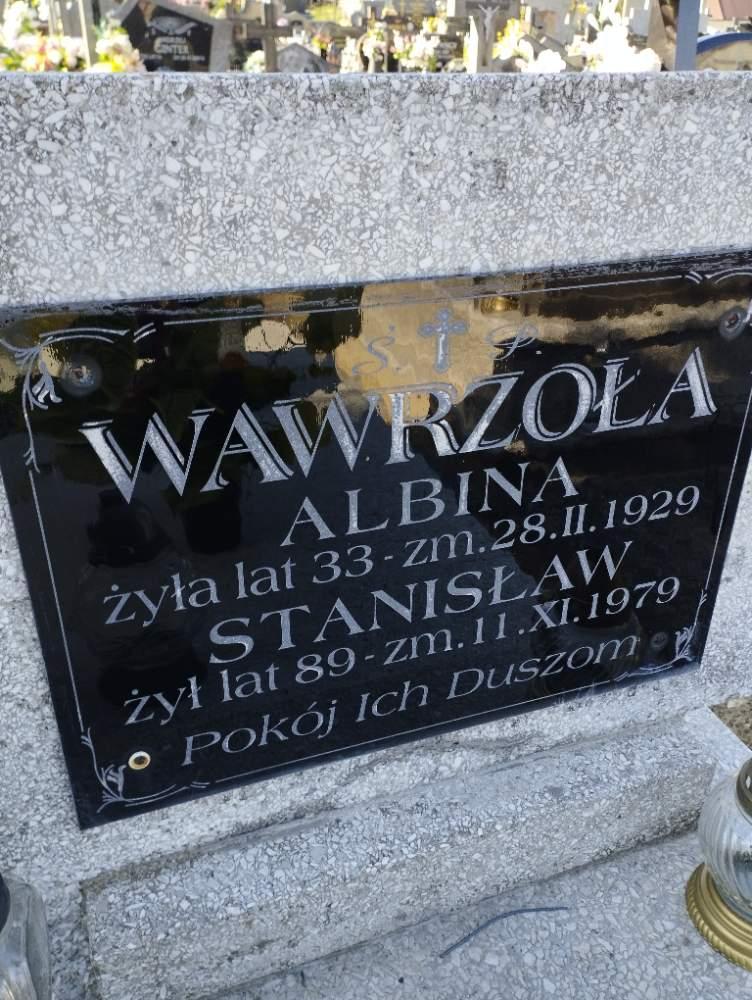 GINTER
Ś. P.
WAWRZOŁA
ALBINA
żyła lat 33 - zm. 28.II.1929
STANISŁAW
żył lat 89 - zm. 11.XI.1979
Pokój Ich Duszom